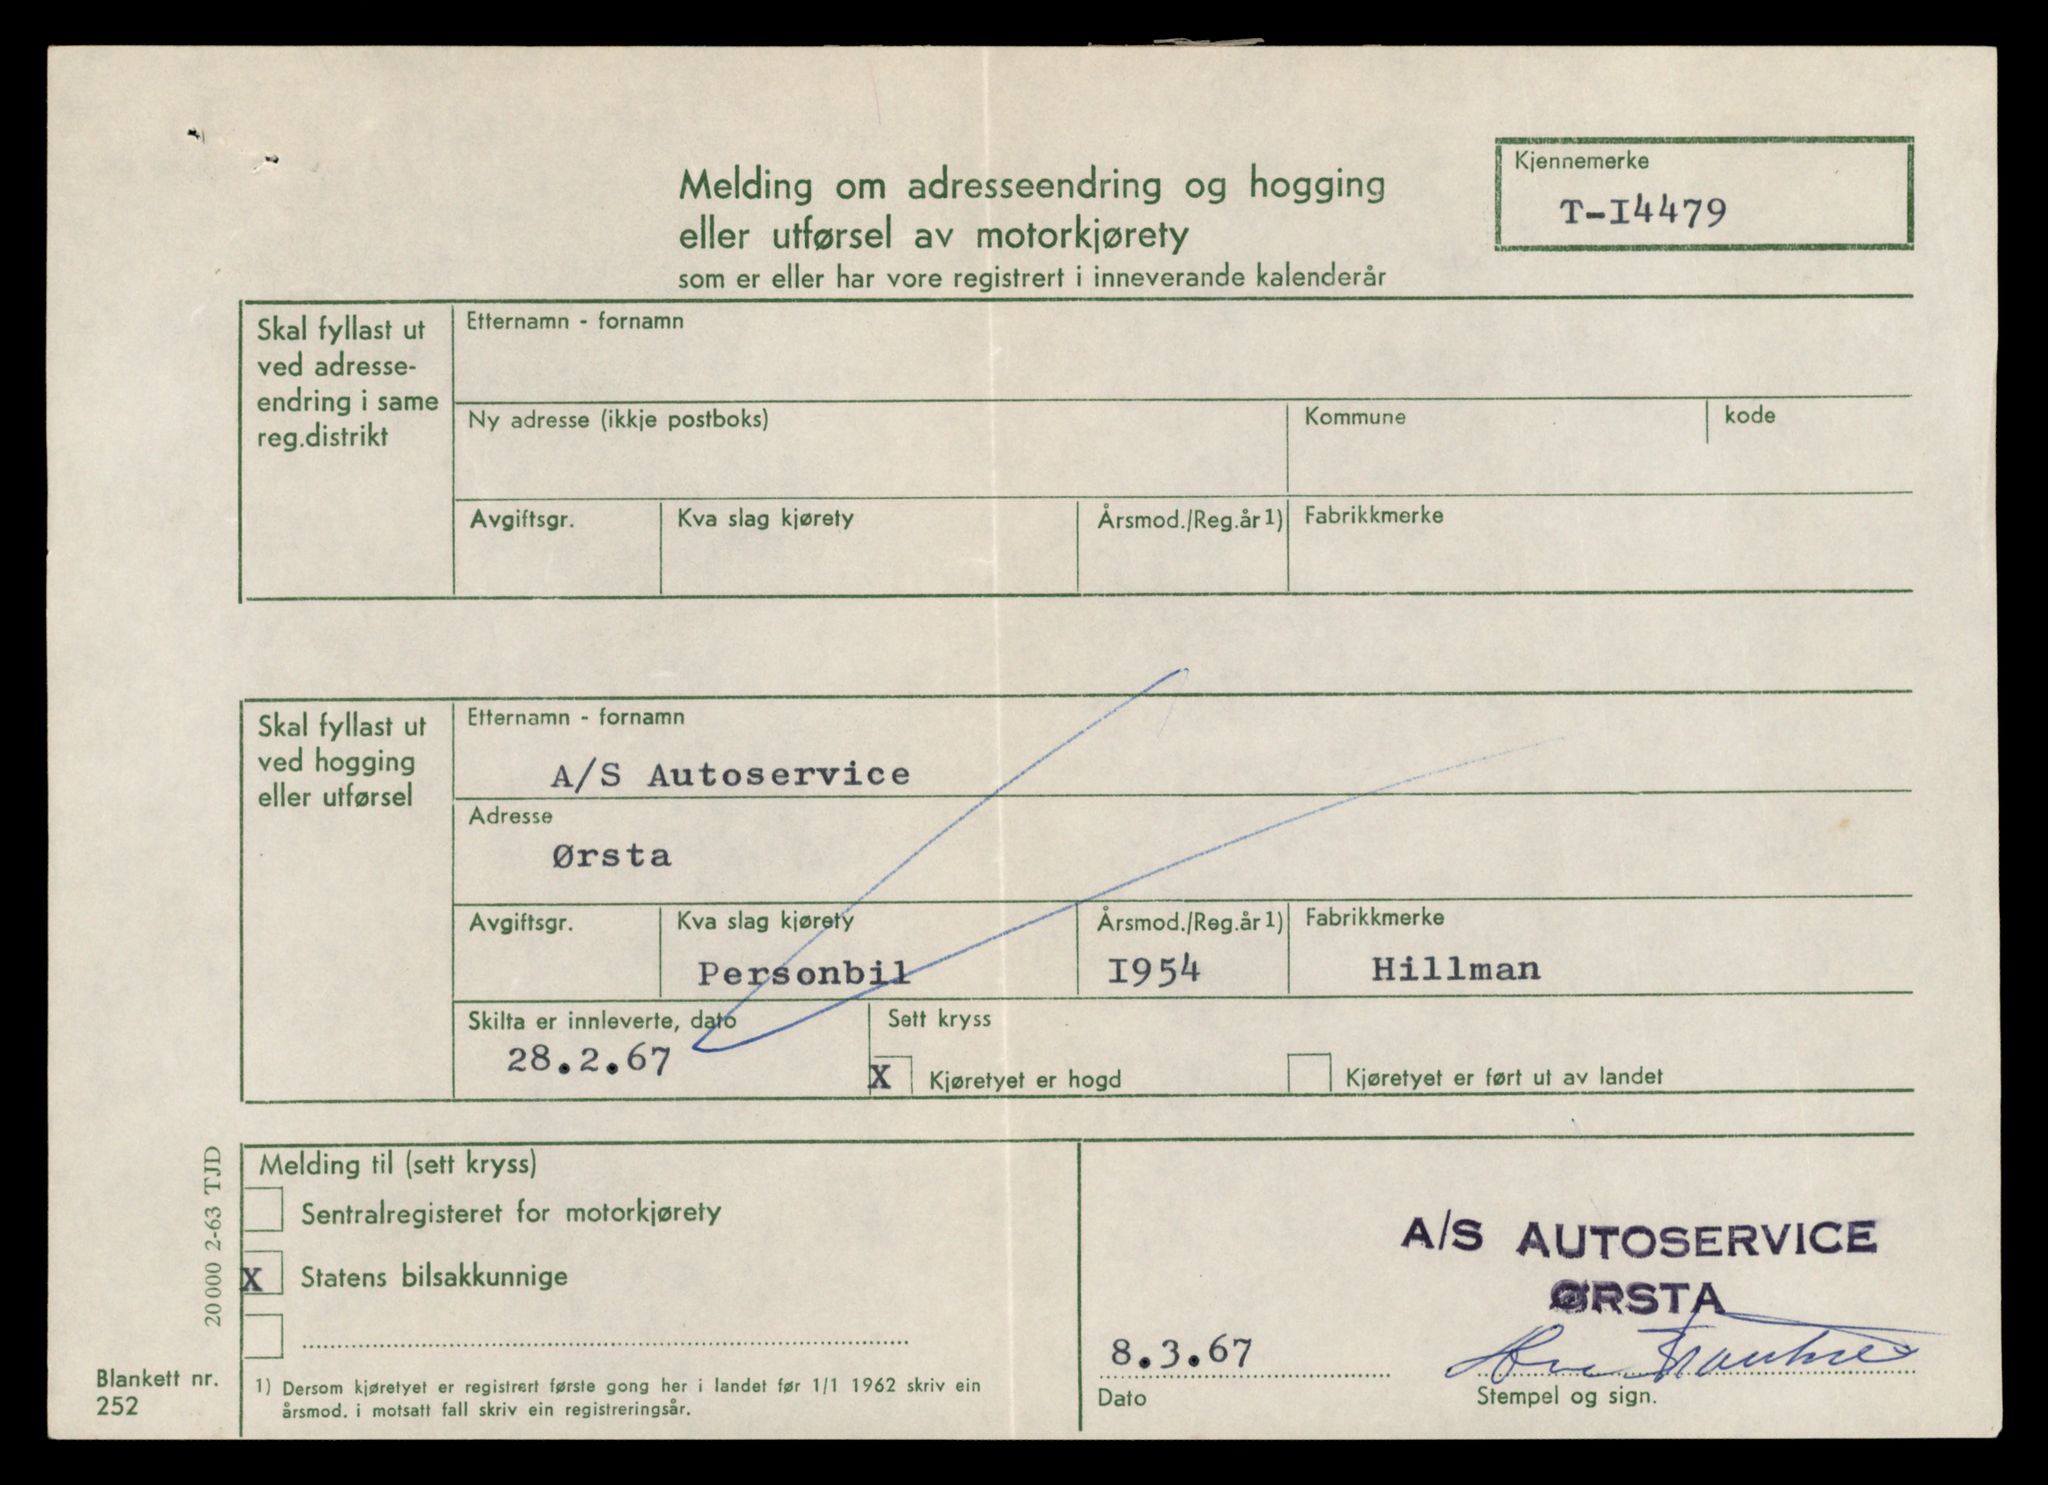 Melding om adresseendring og hogging
eller utførsel av motorkjørety
som er eller har vore registrert i inneverande kalenderår
Kjennemerke
T-I4479
Skal fyllast ut
ved adresse-
endring i same
reg.distrikt
Etternamn - fornamn
Ny adresse (ikkje postboks)
Kommune
kode
Avgiftsgr.
Kva slag kjørety
Årsmod./Reg.år 1)
Fabrikkmerke
Skal fyllast ut
ved hogging
eller utførsel
Etternamn - fornamn
A/S Autoservice
Adresse
Ørsta
Avgiftsgr.
Kva slag kjørety
Personbil
Årsmod./Reg.år 1)
I954
Fabrikkmerke
Hillman
Skilta er innleverte, dato
28.2.67
Sett kryss
X Kjøretyet er hogd
Kjøretyet er ført ut av landet
Melding til (sett kryss)
Sentralregisteret for motorkjørety
X Statens bilsakkunnige
1) Dersom kjøretyet er registrert første gong her i landet før 1/1 1962 skriv ein
årsmod. i motsatt fall skriv ein registreringsår.
20 000 2-63 TJD
Blankett nr.
252
A/S AUTOSERVICE
ØRSTA
8.3.67
Dato
Stempel og sign.